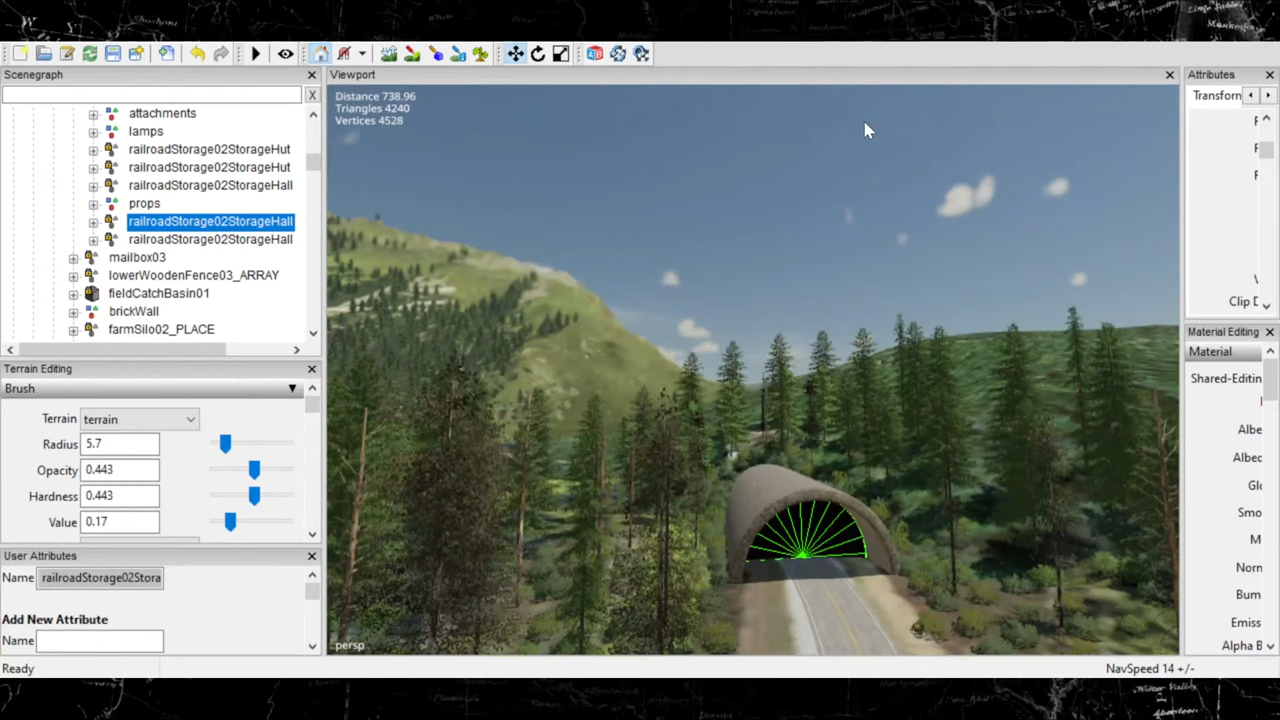 Scenegraph
X
attachments
lamps
railroadStorage02StorageHut
railroadStorage02StorageHut
railroadStorage02StorageHall
props
railroadStorage02StorageHall
railroadStorage02StorageHall
mailbox03
lowerWoodenFence03_ARRAY
fieldCatchBasin01
brickWall
farmSilo02_PLACE
Terrain Editing
Brush
Terrain terrain
Radius 5.7
Opacity 0.443
Hardness 0.443
Value 0.17
User Attributes
Name railroadStorage02Stora
Add New Attribute
Name
Ready
Viewport
Distance 738.96
Triangles 4240
Vertices 4528
persp
Attributes
Transform
Clip D
Material Editing
Material
Shared-Editin
Albe
Albed
Glo
Smo
M
Norn
Bum
Emiss
Alpha B
NavSpeed 14 +/-